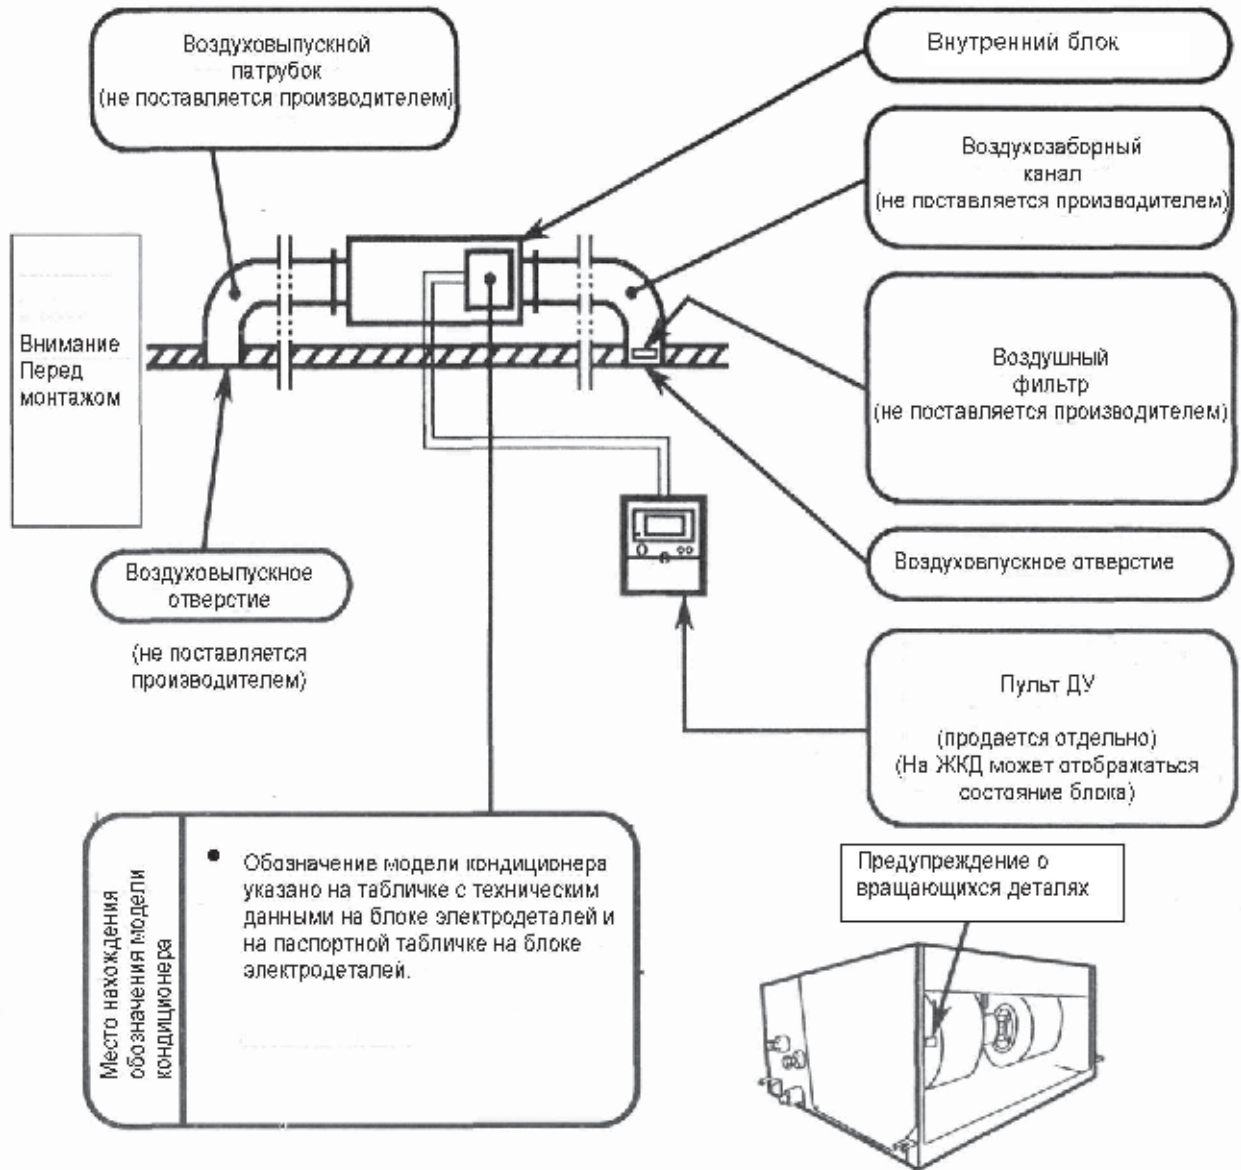 Воздуховыпускной
патрубок
(не поставляется производителем)
Внутренний блок
Воздухозаборный
канал
(не поставляется производителем)
Внимание
Перед
монтажом
Воздушный
фильтр
(не поставляется производителем)
Воздуховпускное отверстие
Воздуховыпускное
отверстие
(не поставляется
производителем)
Пульт ДУ
(продается отдельно)
(На ЖКД может отображаться
состояние блока)
Место нахождения
обозначения модели
кондиционера
• Обозначение модели кондиционера
указано на табличке с техническим
данными на блоке электродеталей и
на паспортной табличке на блоке
электродеталей.
Предупреждение о
вращающихся деталях